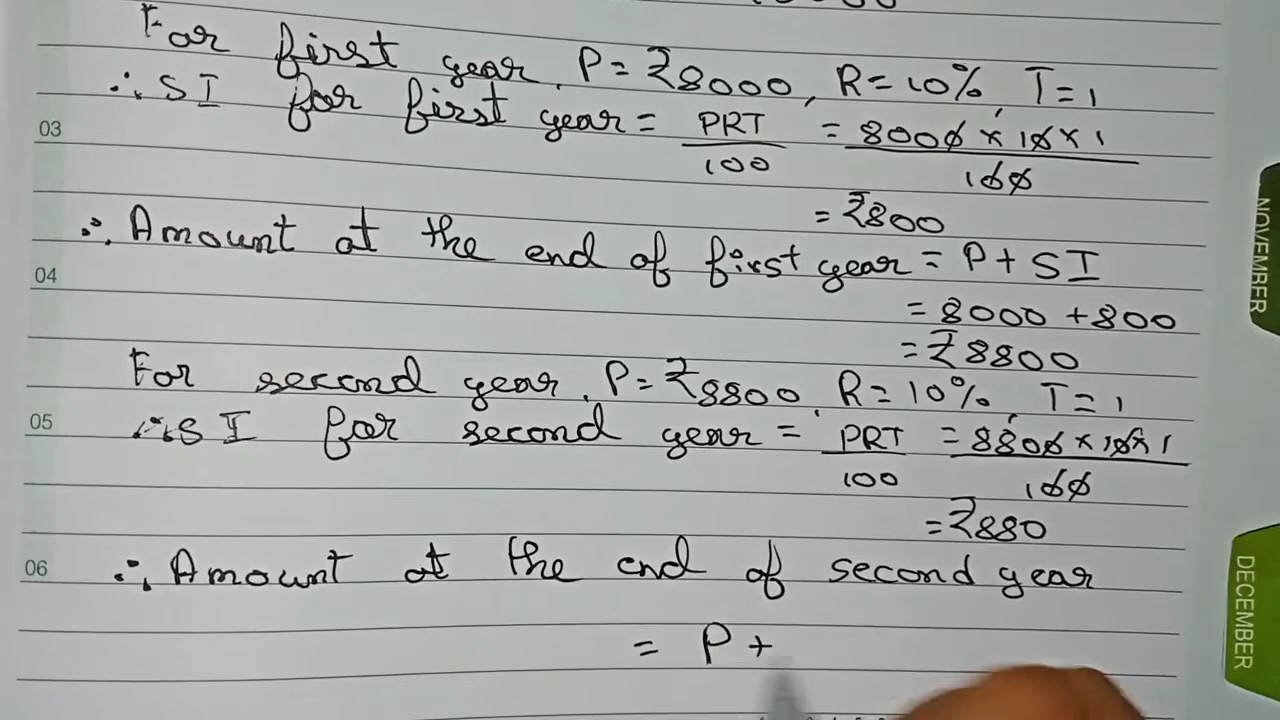 For first year, P = ₹8000, R = 10%, T = 1
∴ SI for first year = PRT/100 = 8000 × 10 × 1/100
03
= ₹800
∴ Amount at the end of first year = P + SI
04
= 8000 + 800
= ₹8800
For second year, P = ₹8800, R = 10%, T = 1
∴ SI for second year = PRT/100 = 8800 × 10 × 1/100
05
= ₹880
∴ Amount at the end of second year
06
= P +
NOVEMBER
DECEMBER